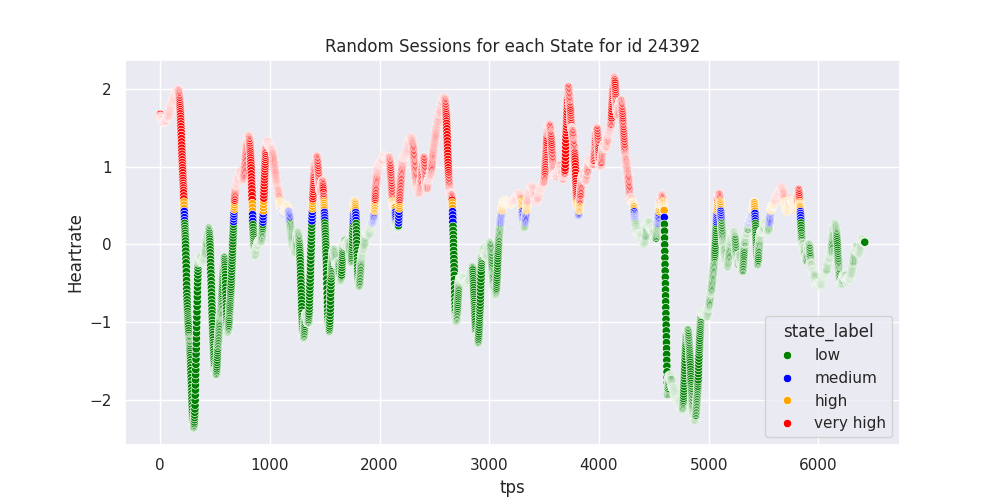 Random Sessions for each State for id 24392
Heartrate
2
1
0
−1
−2
0
1000
2000
3000
4000
5000
6000
tps
state_label
low
medium
high
very high